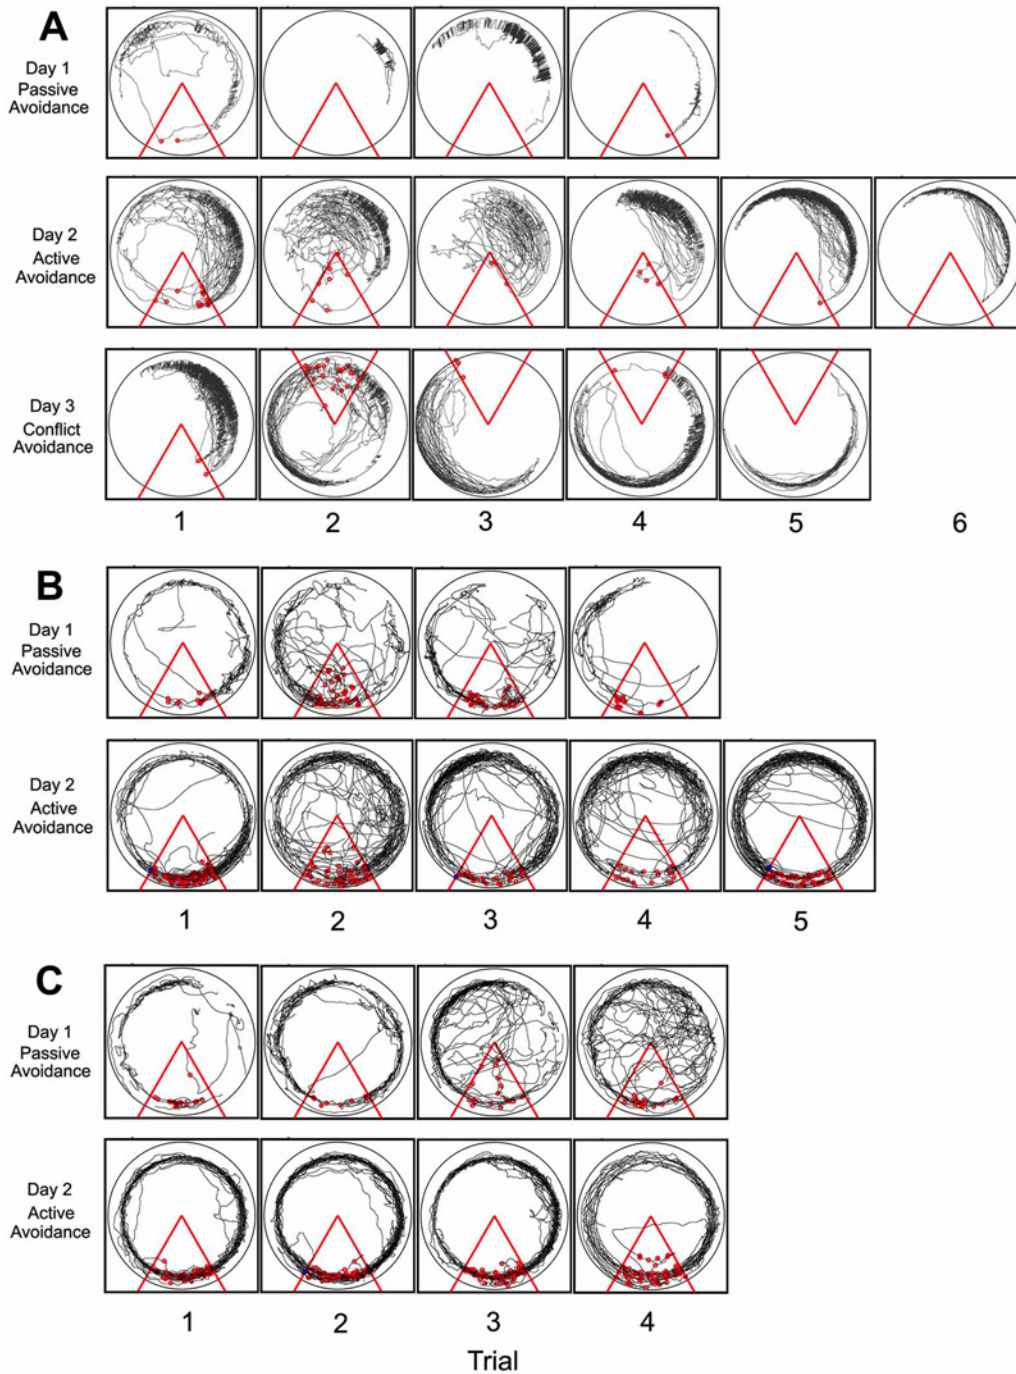 A
Day 1
Passive
Avoidance
Day 2
Active
Avoidance
Day 3
Conflict
Avoidance
1 2 3 4 5 6
B
Day 1
Passive
Avoidance
Day 2
Active
Avoidance
1 2 3 4 5
C
Day 1
Passive
Avoidance
Day 2
Active
Avoidance
1 2 3 4
Trial